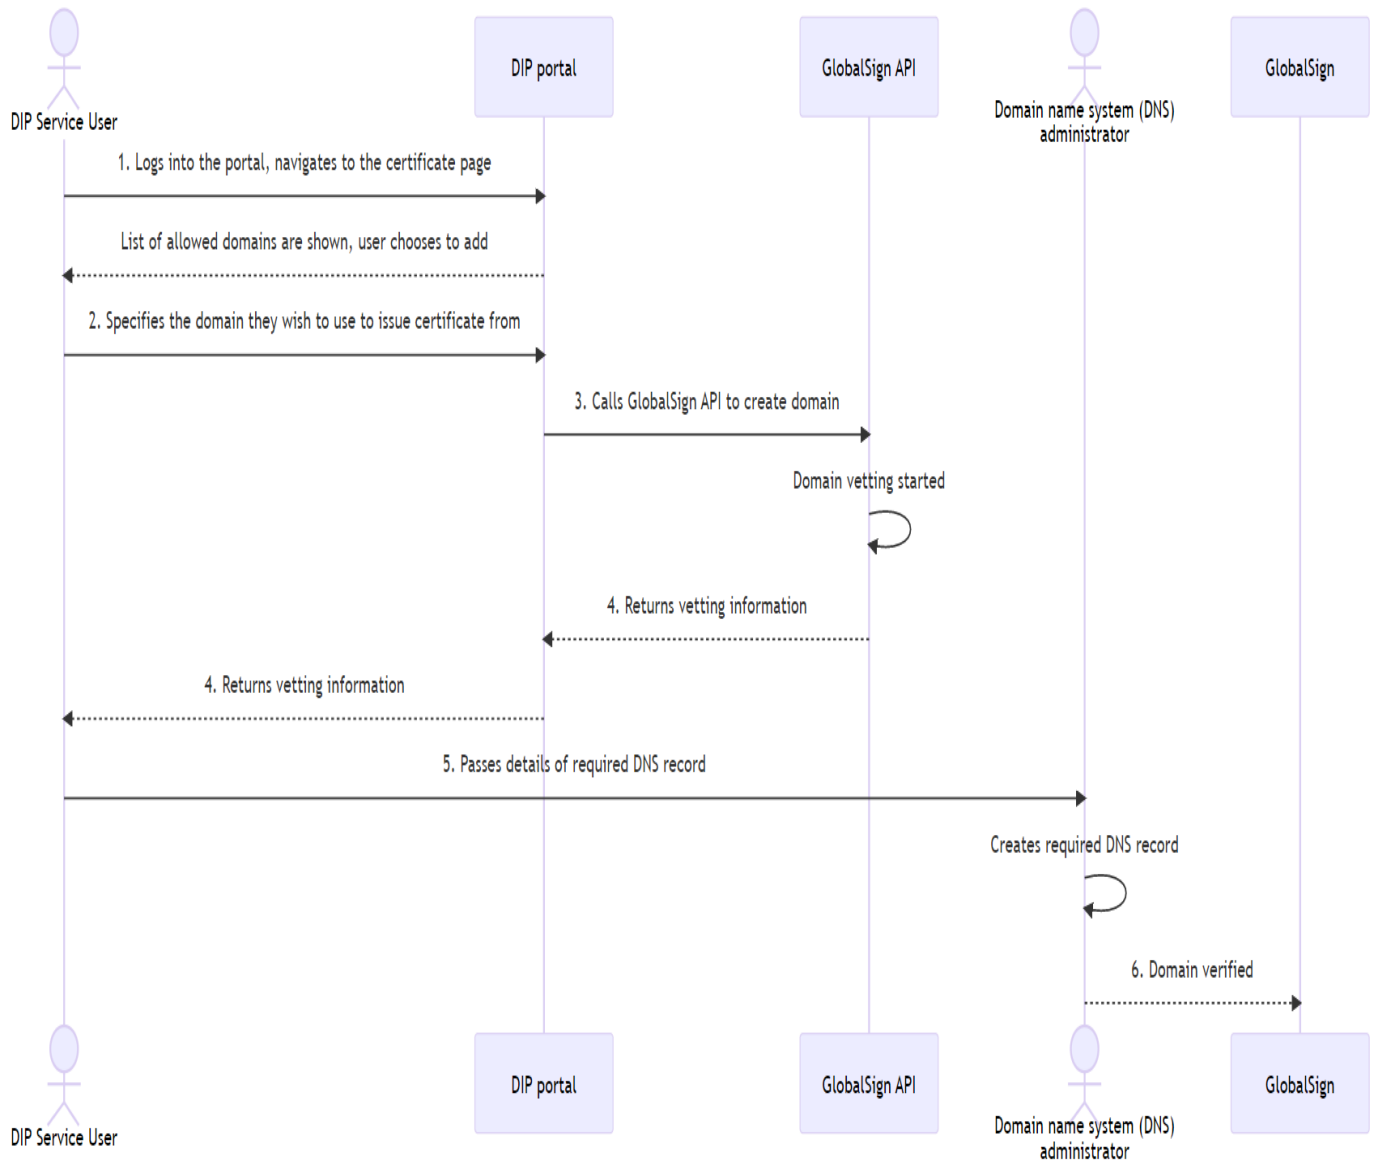 DIP Service User
DIP portal
GlobalSign API
Domain name system (DNS)
administrator
GlobalSign
1. Logs into the portal, navigates to the certificate page
List of allowed domains are shown, user chooses to add
2. Specifies the domain they wish to use to issue certificate from
3. Calls GlobalSign API to create domain
Domain vetting started
4. Returns vetting information
4. Returns vetting information
5. Passes details of required DNS record
Creates required DNS record
6. Domain verified
DIP Service User
DIP portal
GlobalSign API
Domain name system (DNS)
administrator
GlobalSign